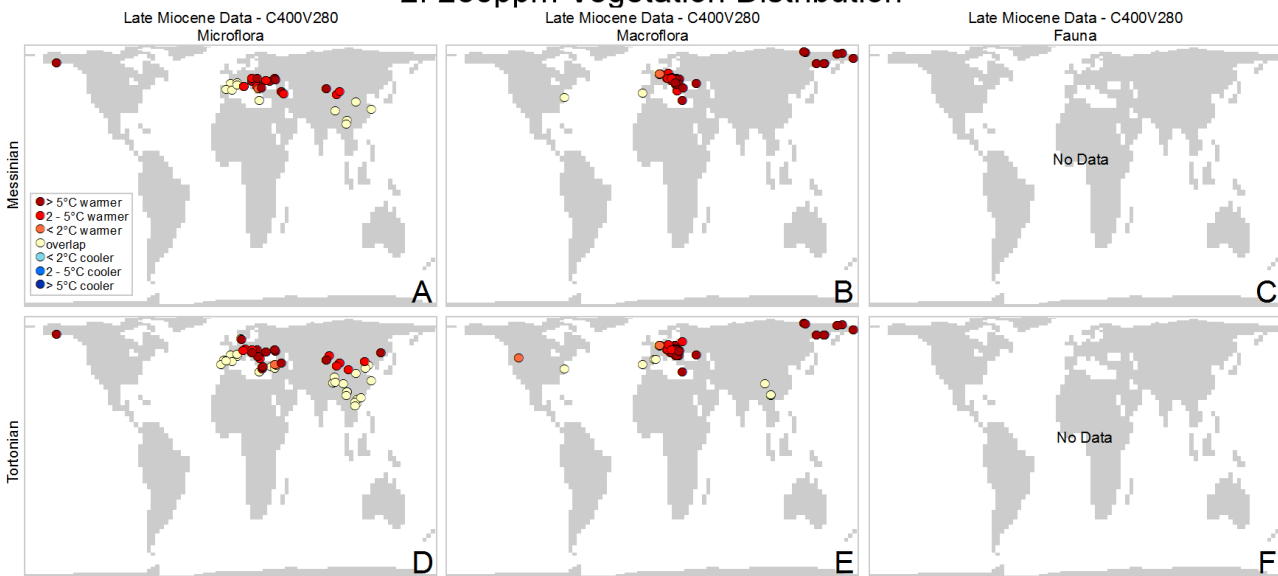 Late Miocene Data - C400V280
Microflora
Late Miocene Data - C400V280
Macroflora
Late Miocene Data - C400V280
Fauna
Messinian
> 5°C warmer
2 - 5°C warmer
< 2°C warmer
overlap
< 2°C cooler
2 - 5°C cooler
> 5°C cooler
A
B
No Data
C
Tortonian
D
E
No Data
F